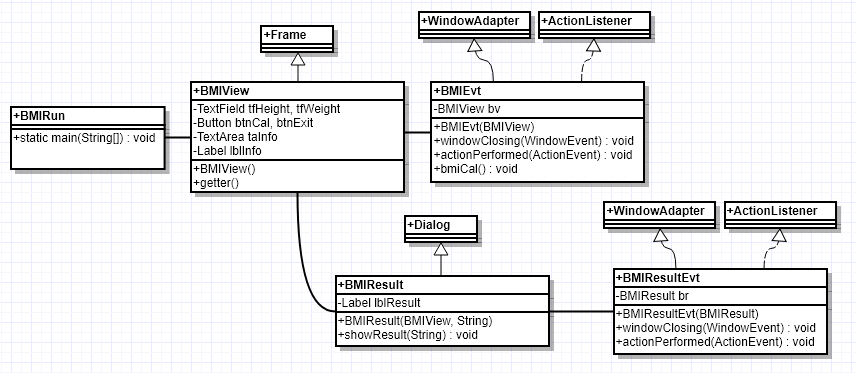 +WindowAdapter
+ActionListener
+Frame
+BMIView
-TextField tfHeight, tfWeight
-Button btnCal, btnExit
-TextArea taInfo
-Label lblInfo
+BMIView()
+getter()
+BMIEvt
-BMIView bv
+BMIEvt(BMIView)
+windowClosing(WindowEvent) : void
+actionPerformed(ActionEvent) : void
+bmiCal() : void
+BMIRun
+static main(String[]) : void
+WindowAdapter
+ActionListener
+Dialog
+BMIResult
-Label lblResult
+BMIResult(BMIView, String)
+showResult(String) : void
+BMIResultEvt
-BMIResult br
+BMIResultEvt(BMIResult)
+windowClosing(WindowEvent) : void
+actionPerformed(ActionEvent) : void